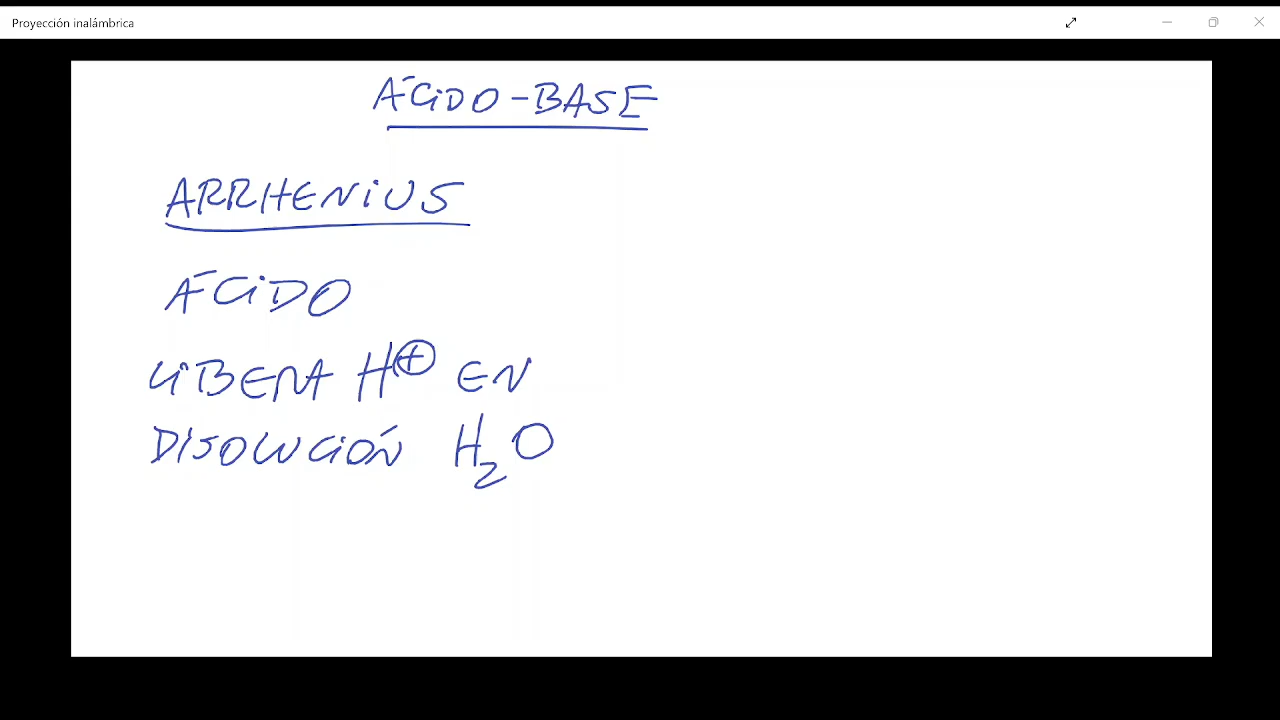 Proyección inalámbrica
ÁCIDO-BASE
ARRHENIUS
ÁCIDO
LIBERA H⊕ EN
DISOLUCIÓN H₂O